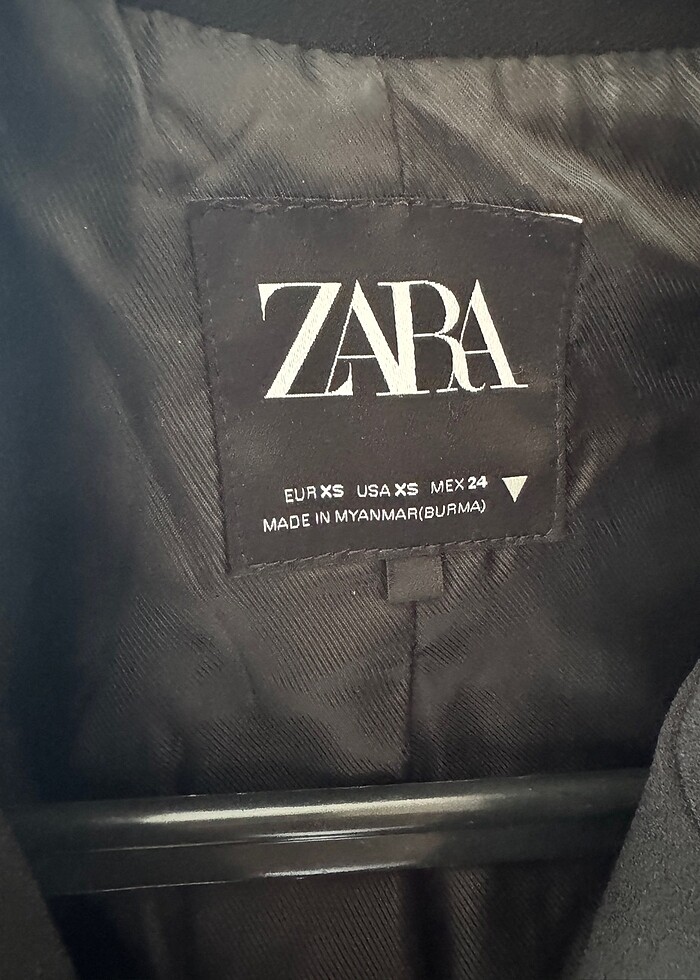 ZARA
EUR XS USA XS MEX 24
MADE IN MYANMAR(BURMA)